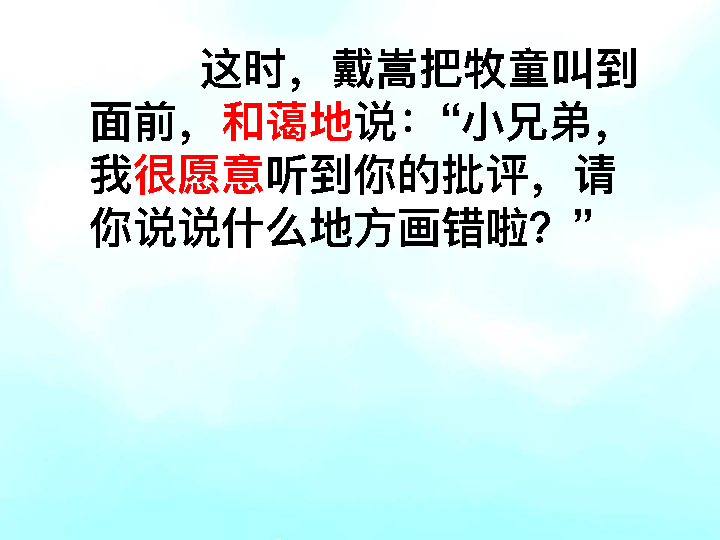 这时，戴嵩把牧童叫到
面前，和蔼地说：“小兄弟，
我很愿意听到你的批评，请
你说说什么地方画错啦？”